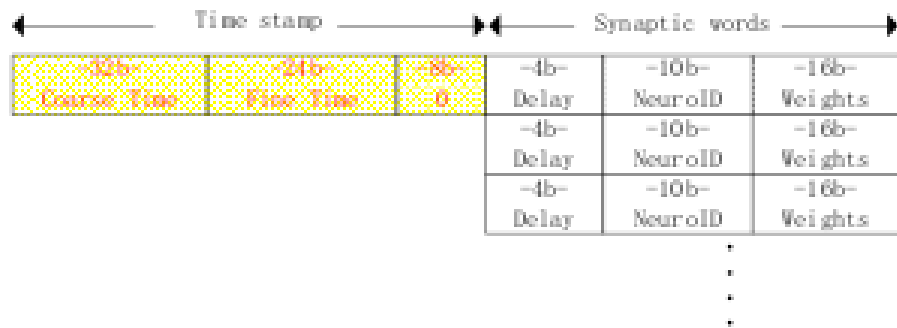 Time stamp Synaptic words
-32b- -24b- -8b- -4b- -10b- -16b-
Coarse Time Fine Time 0 Delay NeuroID Weights
-4b- -10b- -16b-
Delay NeuroID Weights
-4b- -10b- -16b-
Delay NeuroID Weights